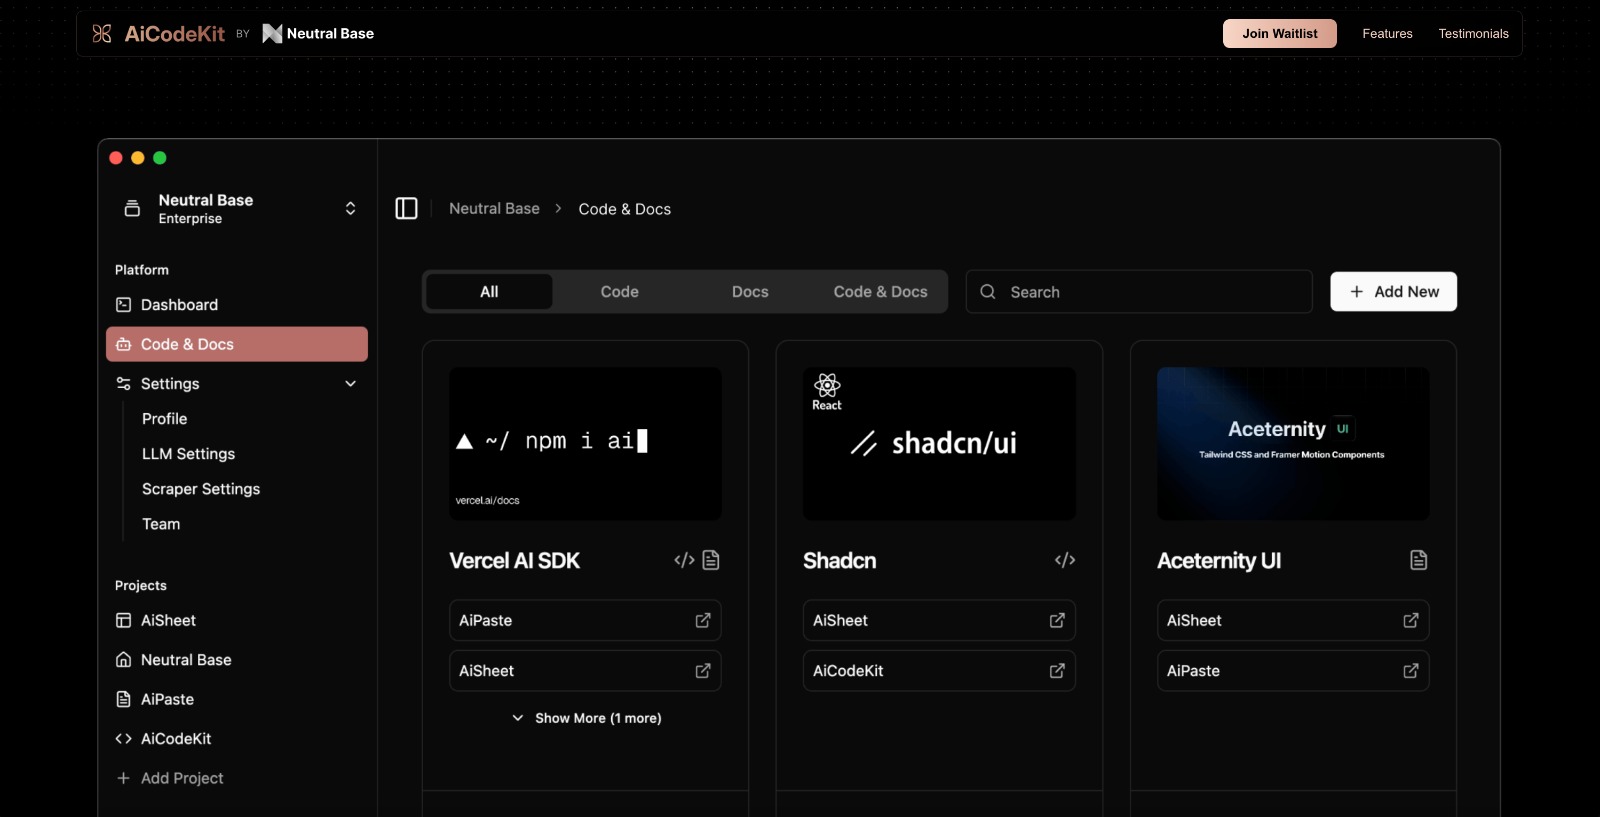 AiCodeKit BY Neutral Base
Join Waitlist
Features
Testimonials
Neutral Base
Enterprise
Neutral Base > Code & Docs
Platform
Dashboard
Code & Docs
Settings
Profile
LLM Settings
Scraper Settings
Team
Projects
AiSheet
Neutral Base
AiPaste
AiCodeKit
+ Add Project
All
Code
Docs
Code & Docs
Search
+ Add New
▲ ~/ npm i ai
vercel.ai/docs
Vercel AI SDK
AiPaste
AiSheet
Show More (1 more)
React
shadcn/ui
Shadcn
AiSheet
AiCodeKit
Aceternity UI
Tailwind CSS and Framer Motion Components
Aceternity UI
AiSheet
AiPaste